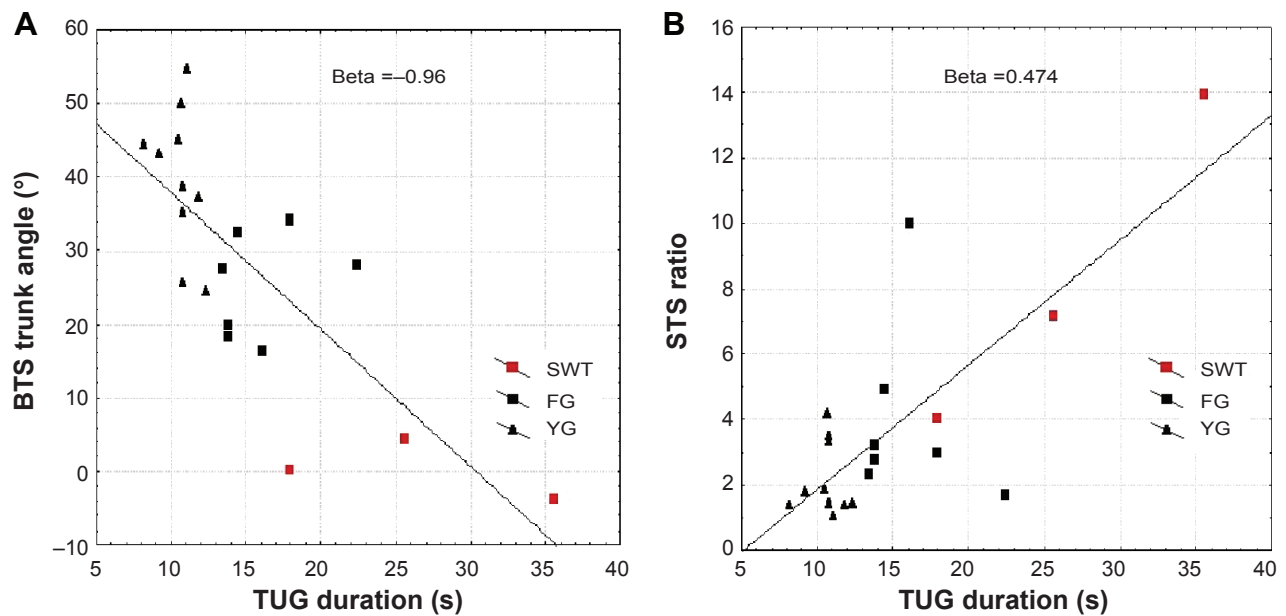 A
Beta =–0.96
BTS trunk angle (°)
60
50
40
30
20
10
0
–10
SWT
FG
YG
5
10
15
20
25
30
35
40
TUG duration (s)
B
Beta =0.474
STS ratio
16
14
12
10
8
6
4
2
0
SWT
FG
YG
5
10
15
20
25
30
35
40
TUG duration (s)